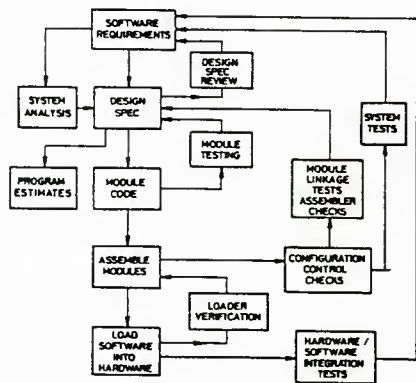 SOFTWARE
REQUIREMENTS
DESIGN
SPEC
REVIEW
SYSTEM
ANALYSIS
DESIGN
SPEC
SYSTEM
TESTS
MODULE
TESTING
PROGRAM
ESTIMATES
MODULE
CODE
MODULE
LINKAGE
TESTS
ASSEMBLER
CHECKS
ASSEMBLE
MODULES
CONFIGURATION
CONTROL
CHECKS
LOADER
VERIFICATION
LOAD
SOFTWARE
INTO
HARDWARE
HARDWARE /
SOFTWARE
INTEGRATION
TESTS